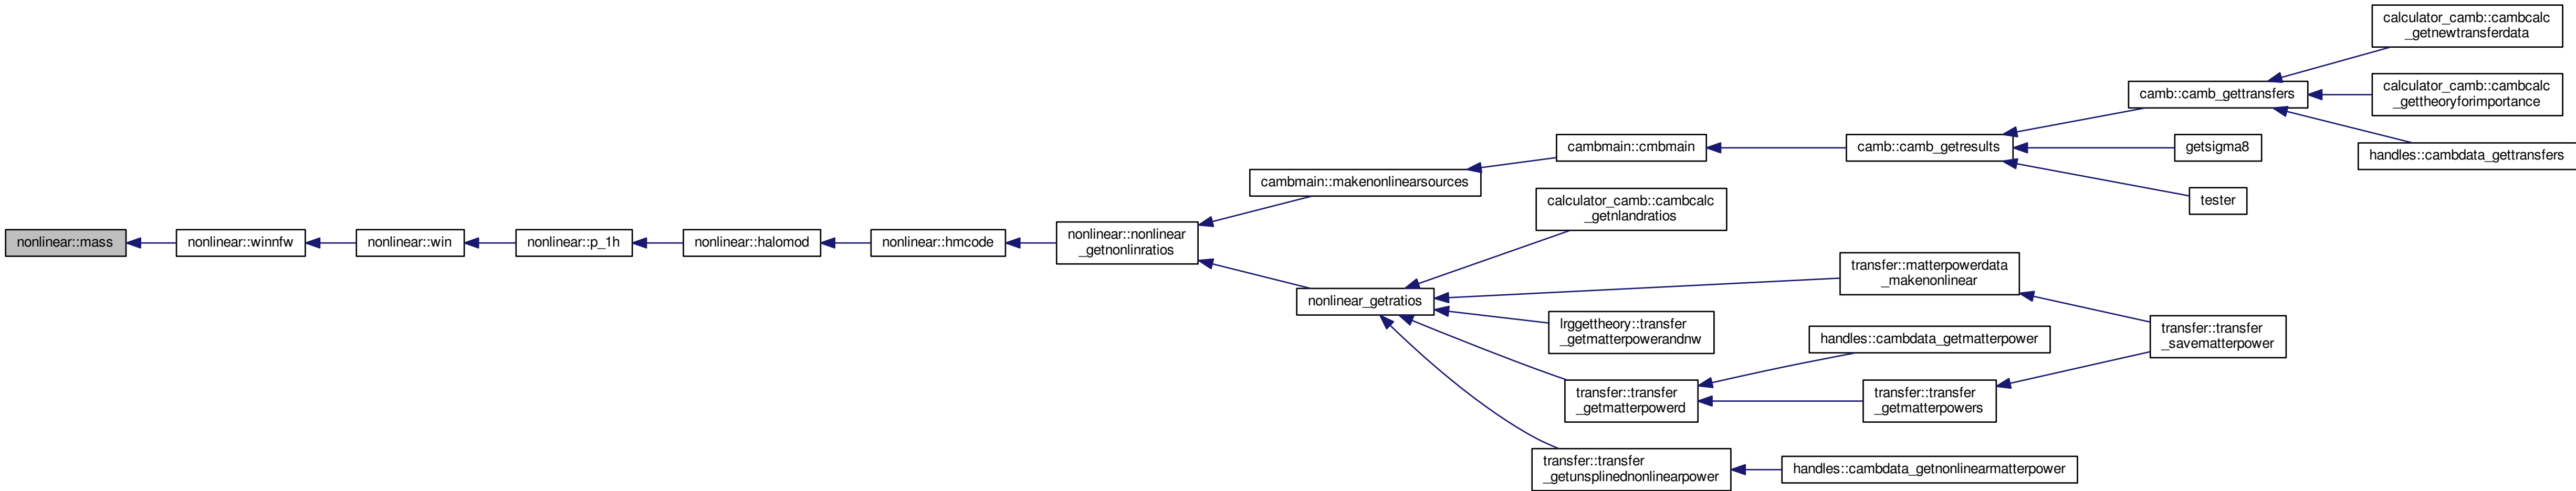 nonlinear::mass
nonlinear::winnfw
nonlinear::win
nonlinear::p_1h
nonlinear::halomod
nonlinear::hmcode
nonlinear::nonlinear
_getnonlinratios
cambmain::makenonlinearsources
cambmain::cmbmain
camb::camb_getresults
camb::camb_gettransfers
calculator_camb::cambcalc
_getnewtransferdata
calculator_camb::cambcalc
_gettheoryforimportance
handles::cambdata_gettransfers
getsigma8
tester
nonlinear_getratios
calculator_camb::cambcalc
_getnlandratios
transfer::matterpowerdata
_makenonlinear
transfer::transfer
_savematterpower
lrggettheory::transfer
_getmatterpowerandnw
transfer::transfer
_getmatterpowerd
handles::cambdata_getmatterpower
transfer::transfer
_getmatterpowers
transfer::transfer
_getunsplinednonlinearpower
handles::cambdata_getnonlinearmatterpower